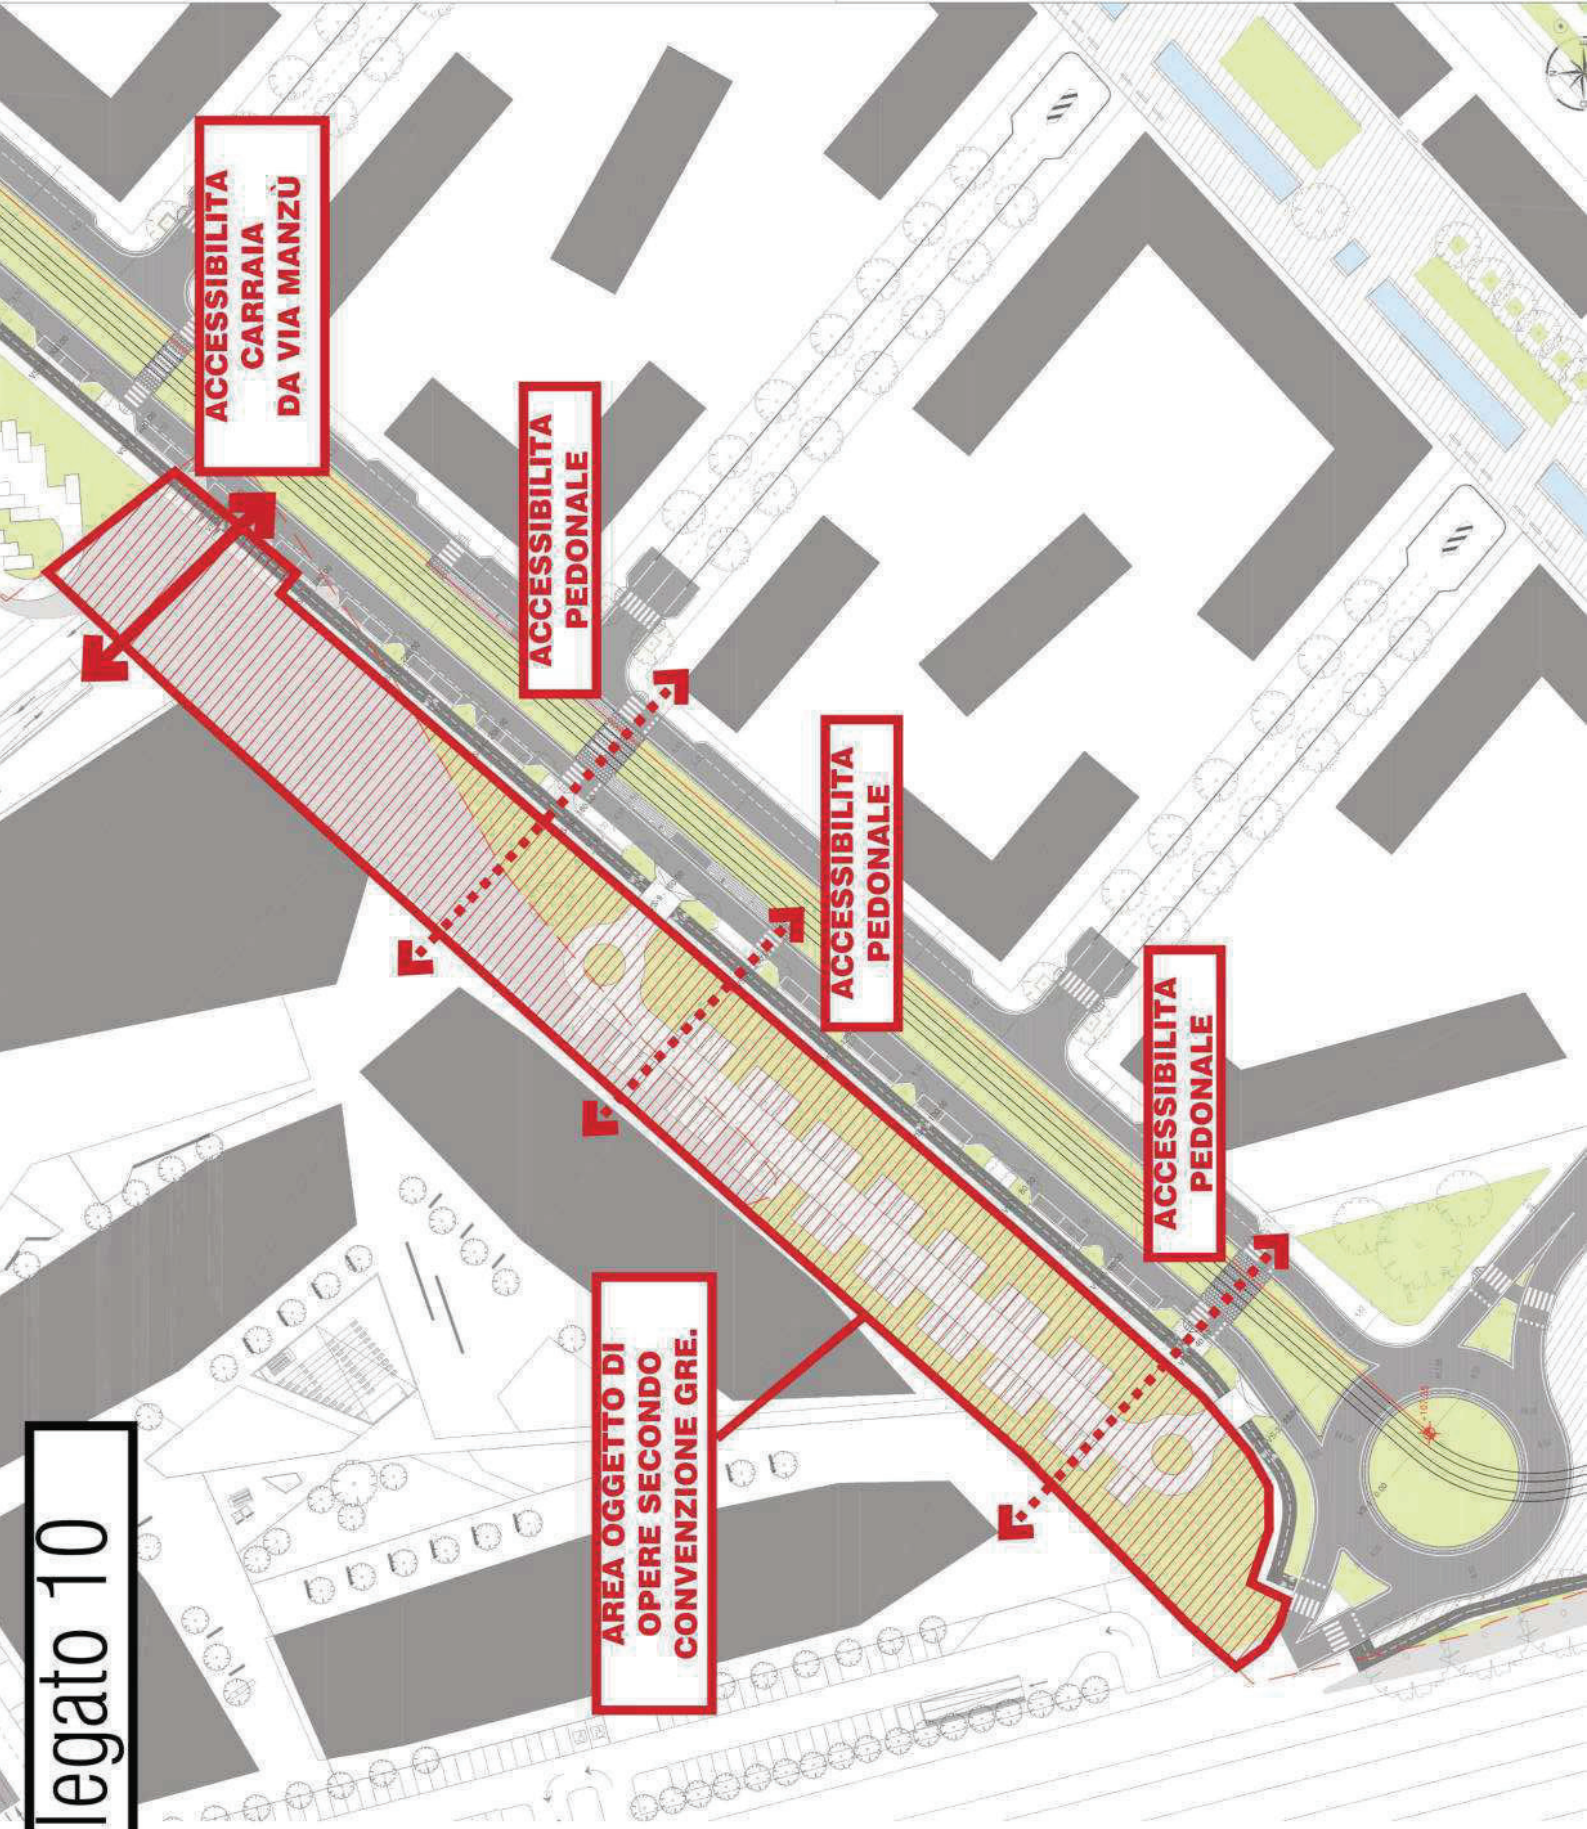 legato 10
ACCESSIBILITA
CARRAIA
DA VIA MANZÙ
ACCESSIBILITA
PEDONALE
ACCESSIBILITA
PEDONALE
ACCESSIBILITA
PEDONALE
AREA OGGETTO DI
OPERE SECONDO
CONVENZIONE GRE.